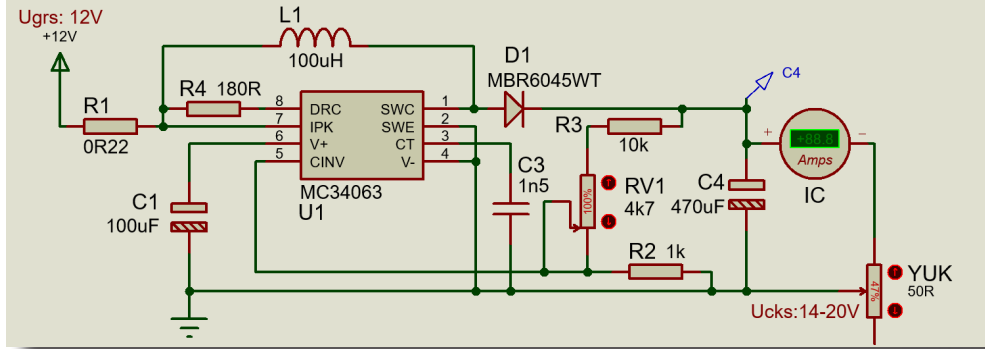 Ugrs: 12V
+12V
L1
100uH
D1
MBR6045WT
C4
R4 180R
R1
0R22
8 DRC SWC 1
7 IPK SWE 2
6 V+ CT 3
5 CINV V- 4
MC34063
U1
R3
10k
+ +88.8 -
Amps
IC
C3
1n5
100%
RV1
4k7
C4
470uF
C1
100uF
R2 1k
47%
YUK
50R
Ucks:14-20V